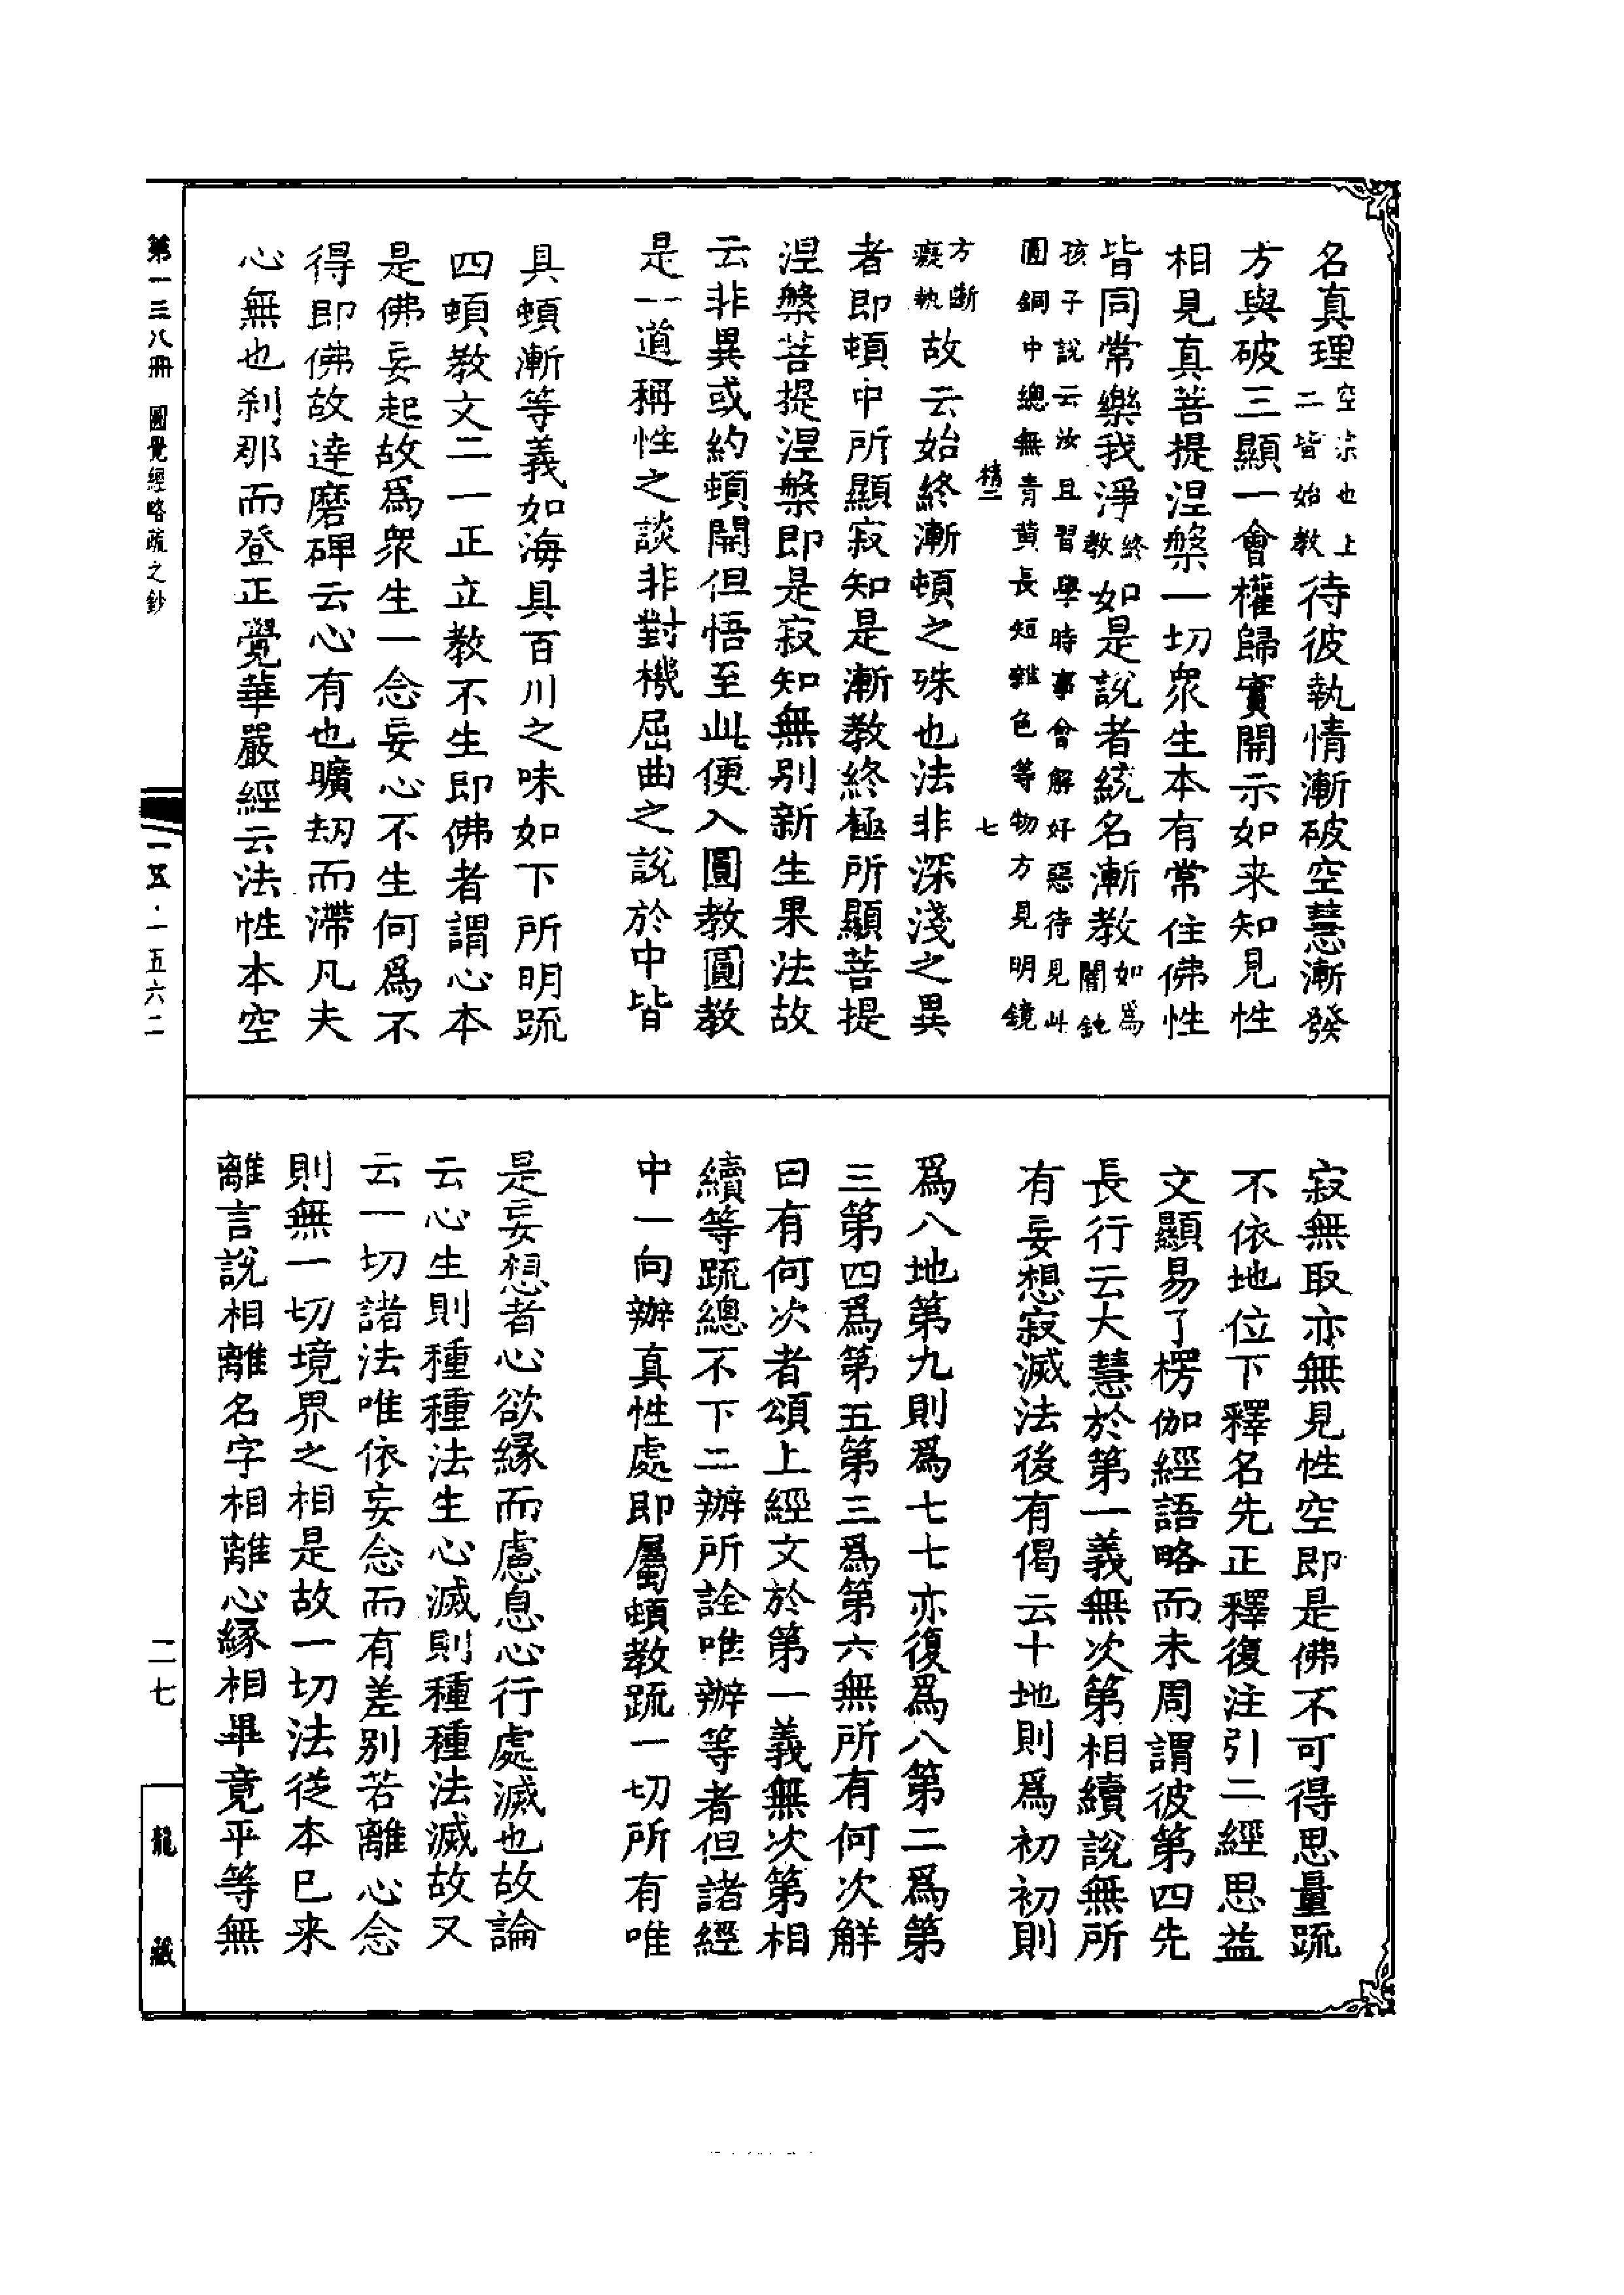 名真理空宗也上二皆始教待彼執情漸破空慧漸發
方與破三顯一會權歸實開示如来知見性
相見真菩提涅槃一切衆生本有常住佛性
皆同常樂我淨終教如是說者統名漸教如爲闇鈍
孩子說云汝且習學時事會解好惡待見此
圓銅中總無青黄長短雜色等物方見明鏡
精二 七
方斷癡執故云始終漸頓之殊也法非深淺之異
者即頓中所顯寂知是漸教終極所顯菩提
涅槃菩提涅槃即是寂知無别新生果法故
云非異或約頓開但悟至此便入圓教圓教
是一道稱性之談非對機屈曲之說於中皆
具頓漸等義如海具百川之味如下所明䟽
四頓教文二一正立教不生即佛者謂心本
是佛妄起故爲衆生一念妄心不生何爲不
得即佛故達磨碑云心有也曠劫而滯凡夫
心無也刹那而登正覺華嚴經云法性本空
寂無取亦無見性空即是佛不可得思量䟽
不依地位下釋名先正釋復注引二經思益
文顯易了楞伽經語略而未周謂彼第四先
長行云大慧於第一義無次第相續說無所
有妄想寂滅法後有偈云十地則爲初初則
爲八地第九則爲七七亦復爲八第二爲第
三第四爲第五第三爲第六無所有何次觧
曰有何次者頌上經文於第一義無次第相
續等䟽總不下二辦所詮唯辦等者但諸經
中一向辦真性處即屬頓教䟽一切所有唯
是妄想者心欲緣而慮息心行處滅也故論
云心生則種種法生心滅則種種法滅故又
云一切諸法唯依妄念而有差别若離心念
則無一切境界之相是故一切法從本已来
離言說相離名字相離心緣相畢竟平等無
第一三八冊 圓覺經略疏之鈔
一五·一五六二
二七
龍藏